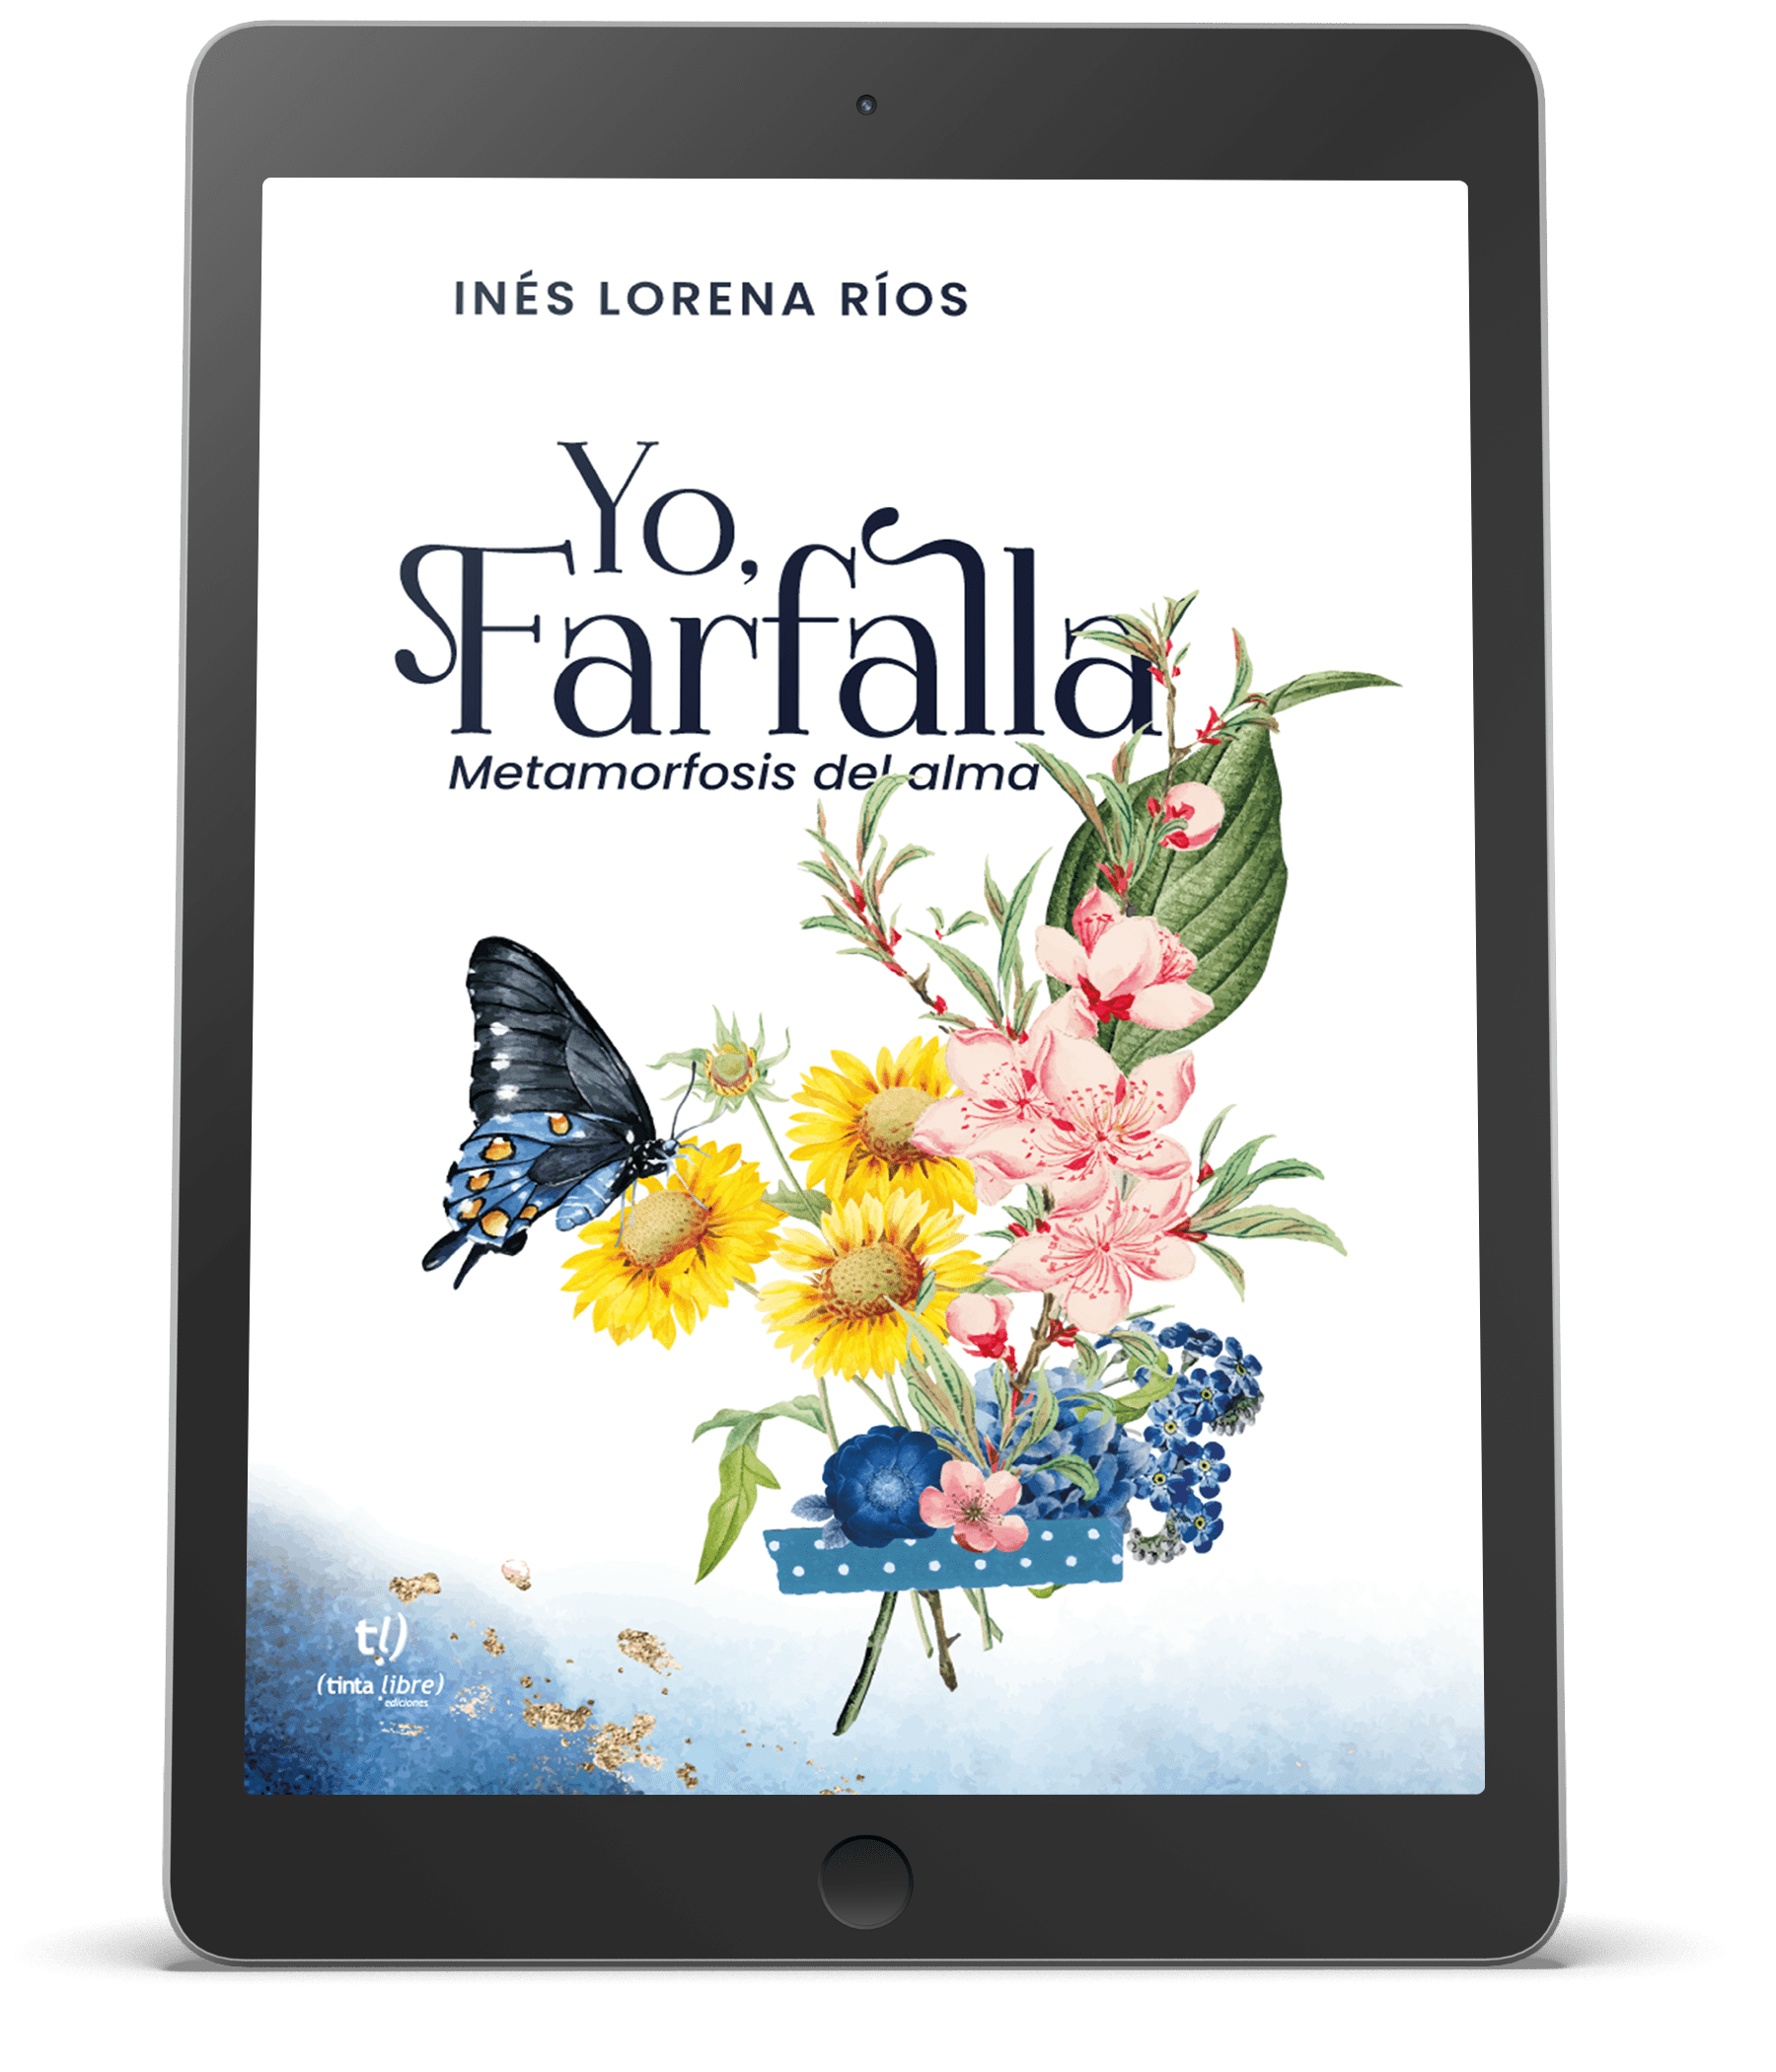 INÉS LORENA RÍOS
Yo,
Farfalla
Metamorfosis del alma
t!)
(tinta libre)
ediciones